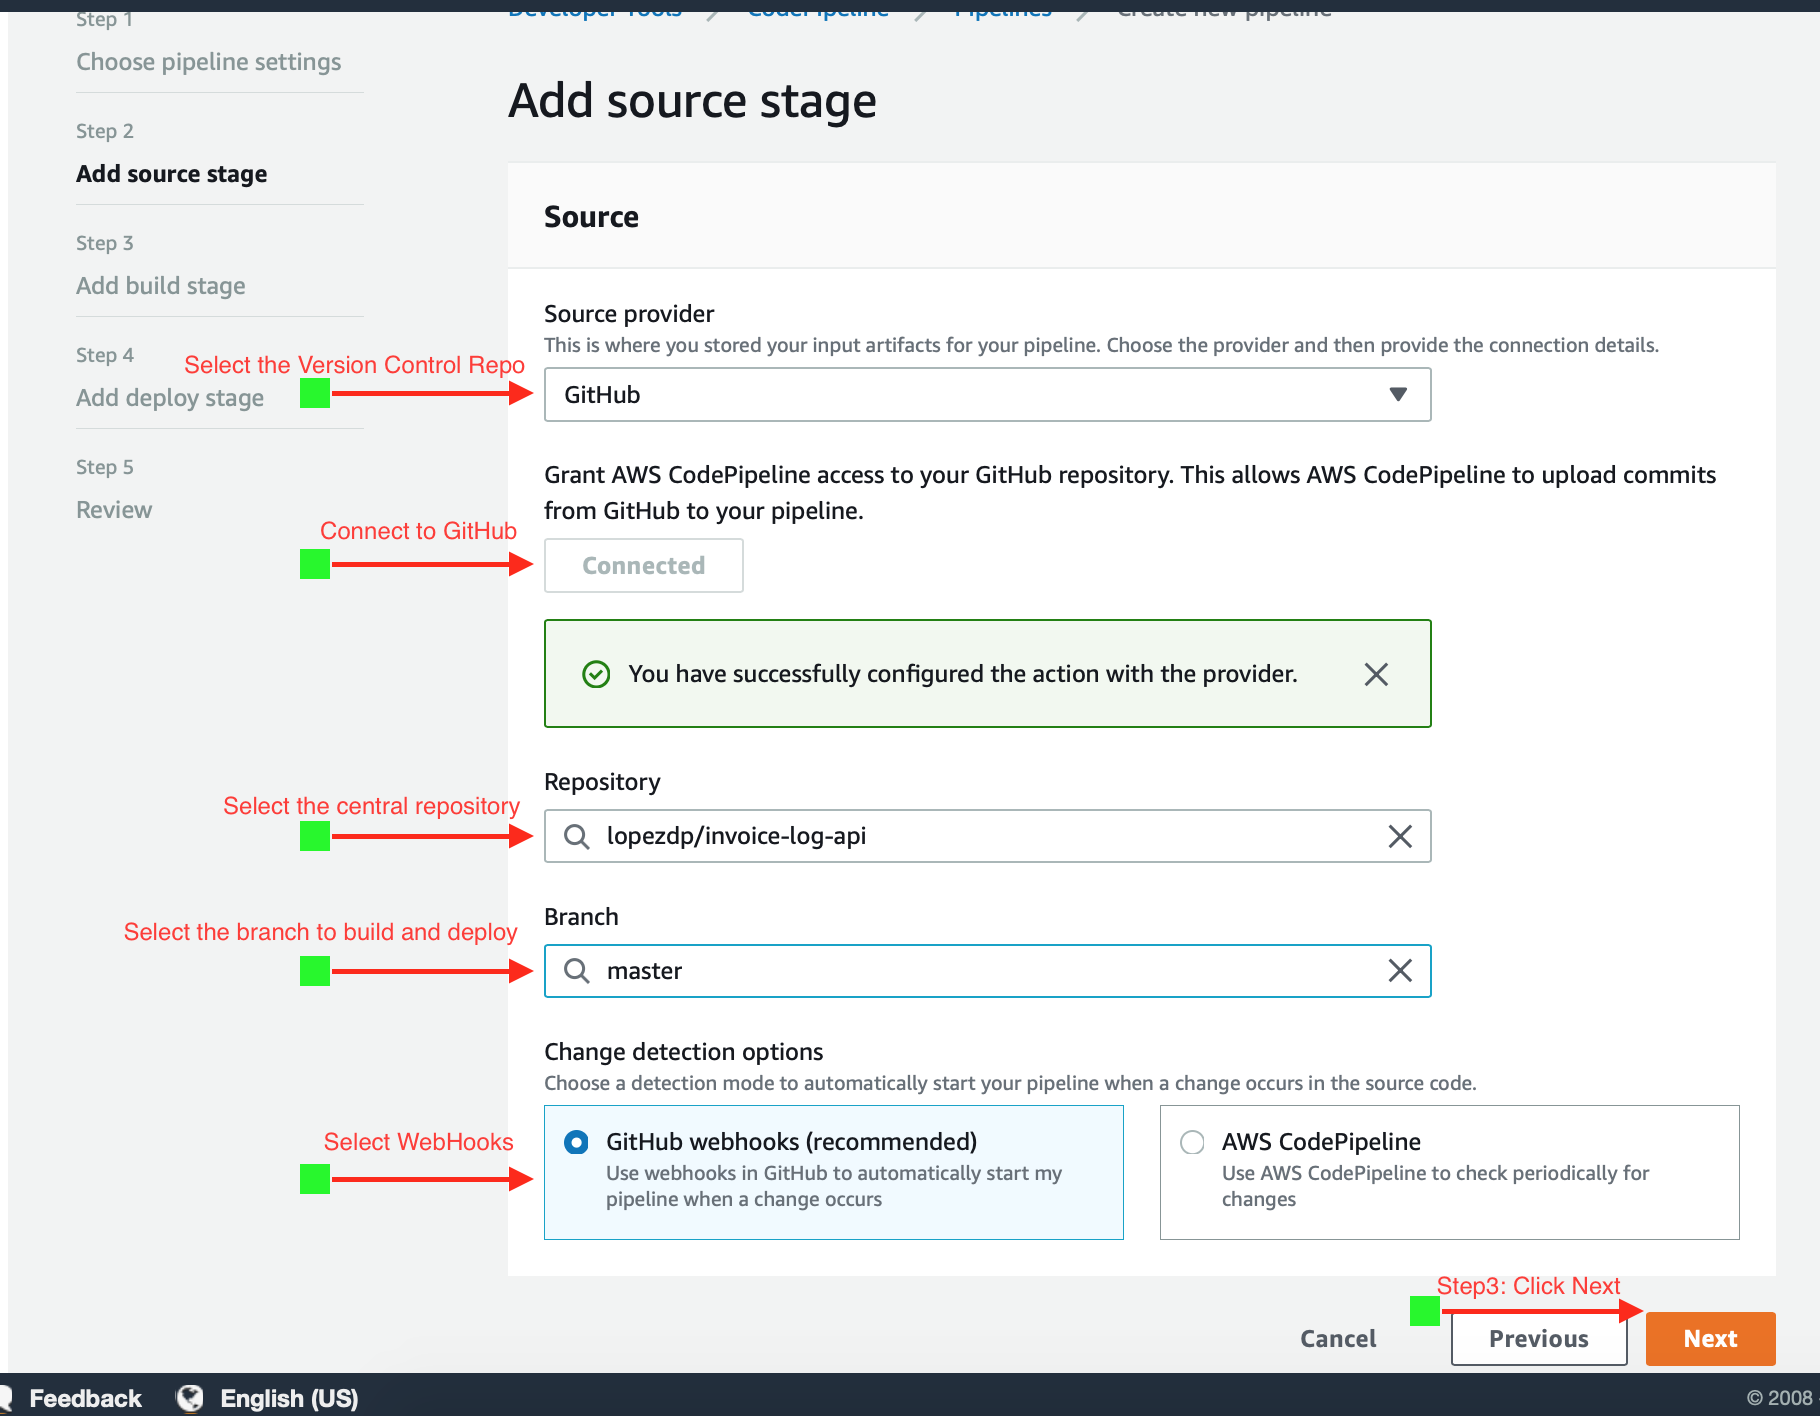 Developer Tools
CodePipeline
Pipelines
Create new pipeline
Step 1
Choose pipeline settings
Step 2
Add source stage
Step 3
Add build stage
Step 4
Add deploy stage
Step 5
Review
Add source stage
Source
Source provider
This is where you stored your input artifacts for your pipeline. Choose the provider and then provide the connection details.
Select the Version Control Repo
GitHub
Grant AWS CodePipeline access to your GitHub repository. This allows AWS CodePipeline to upload commits
from GitHub to your pipeline.
Connect to GitHub
Connected
You have successfully configured the action with the provider.
Repository
Select the central repository
lopezdp/invoice-log-api
Branch
Select the branch to build and deploy
master
Change detection options
Choose a detection mode to automatically start your pipeline when a change occurs in the source code.
Select WebHooks
GitHub webhooks (recommended)
Use webhooks in GitHub to automatically start my
pipeline when a change occurs
AWS CodePipeline
Use AWS CodePipeline to check periodically for
changes
Step3: Click Next
Cancel
Previous
Next
Feedback
English (US)
© 2008